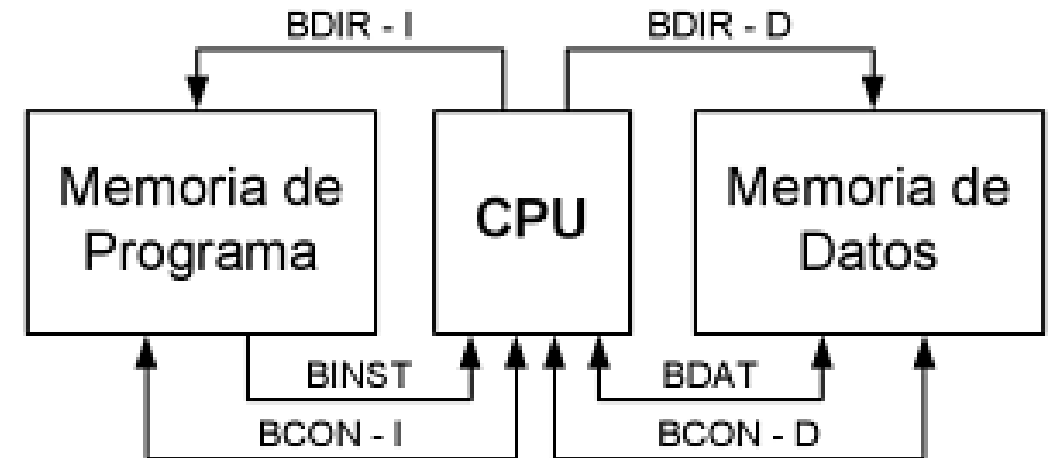 BDIR - I
BDIR - D
Memoria de
Programa
CPU
Memoria de
Datos
BINST
BDAT
BCON - I
BCON - D